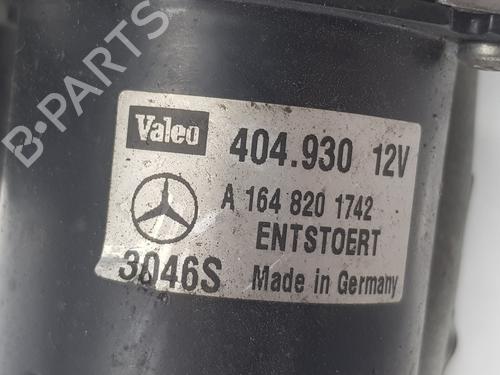 Valeo 404.930 12V
A 164 820 1742
ENTSTOERT
3046S Made in Germany
B-PARTS